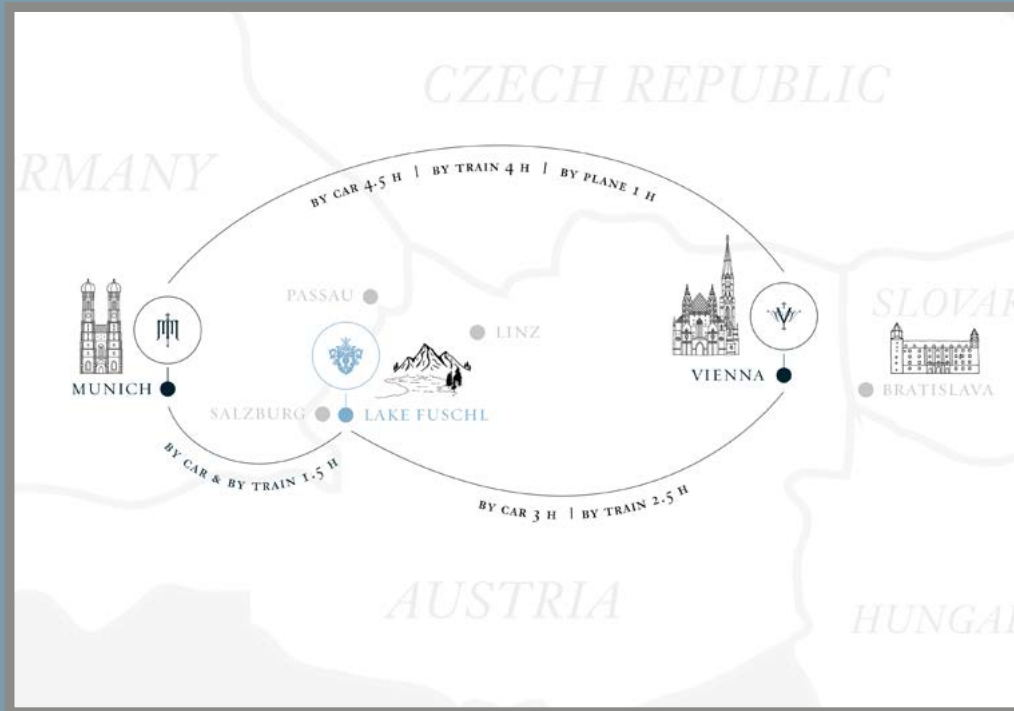 CZECH REPUBLIC
RMANY
BY CAR 4.5 H | BY TRAIN 4 H | BY PLANE 1 H
PASSAU
LINZ
SLOVAK
MUNICH
VIENNA
BRATISLAVA
SALZBURG
LAKE FUSCHL
BY CAR & BY TRAIN 1.5 H
BY CAR 3 H | BY TRAIN 2.5 H
AUSTRIA
HUNGAR